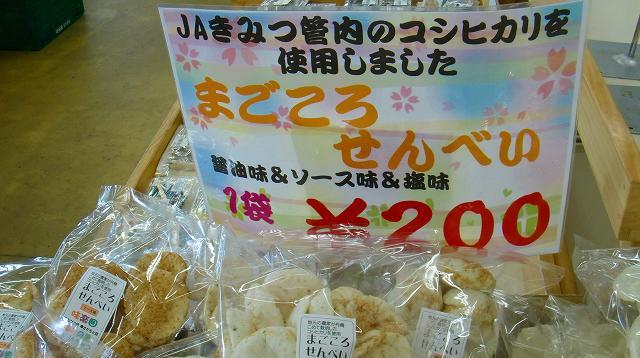 JAきみつ管内のコシヒカリを
使用しました
まごころ
せんべい
醤油味&ソース味&塩味
1袋 ¥200
まごころ
せんべい
まごころ
せんべい